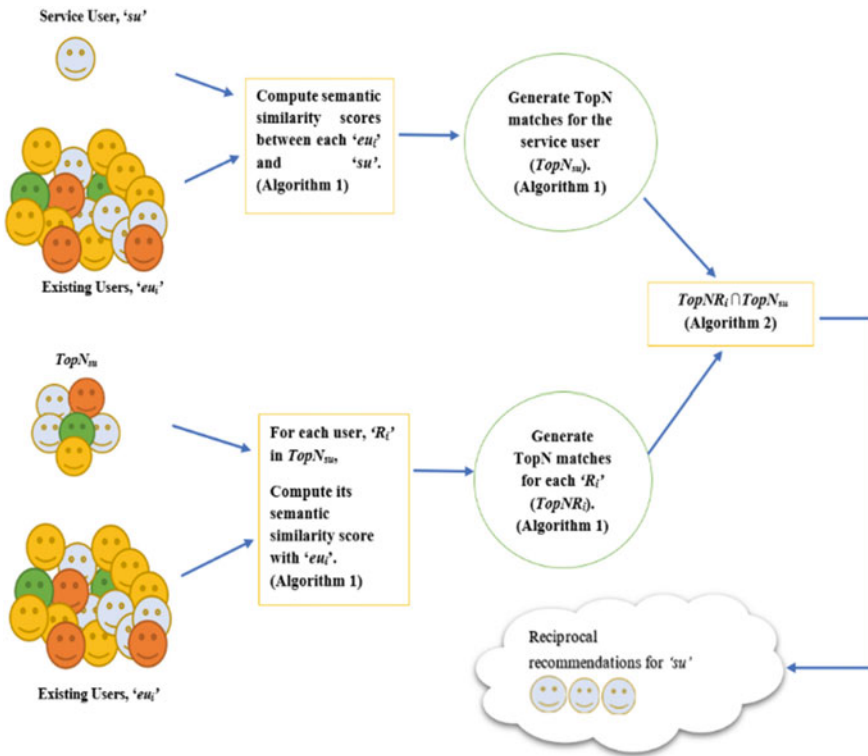 Service User, ‘su’
Compute semantic
similarity scores
between each ‘euᵢ’
and ‘su’.
(Algorithm 1)
Generate TopN
matches for the
service user
(TopNₛᵤ).
(Algorithm 1)
Existing Users, ‘euᵢ’
TopNRᵢ∩TopNₛᵤ
(Algorithm 2)
TopNₛᵤ
For each user, ‘Rᵢ’
in TopNₛᵤ,
Compute its
semantic
similarity score
with ‘euᵢ’.
(Algorithm 1)
Generate
TopN matches
for each ‘Rᵢ’
(TopNRᵢ).
(Algorithm 1)
Existing Users, ‘euᵢ’
Reciprocal
recommendations for ‘su’